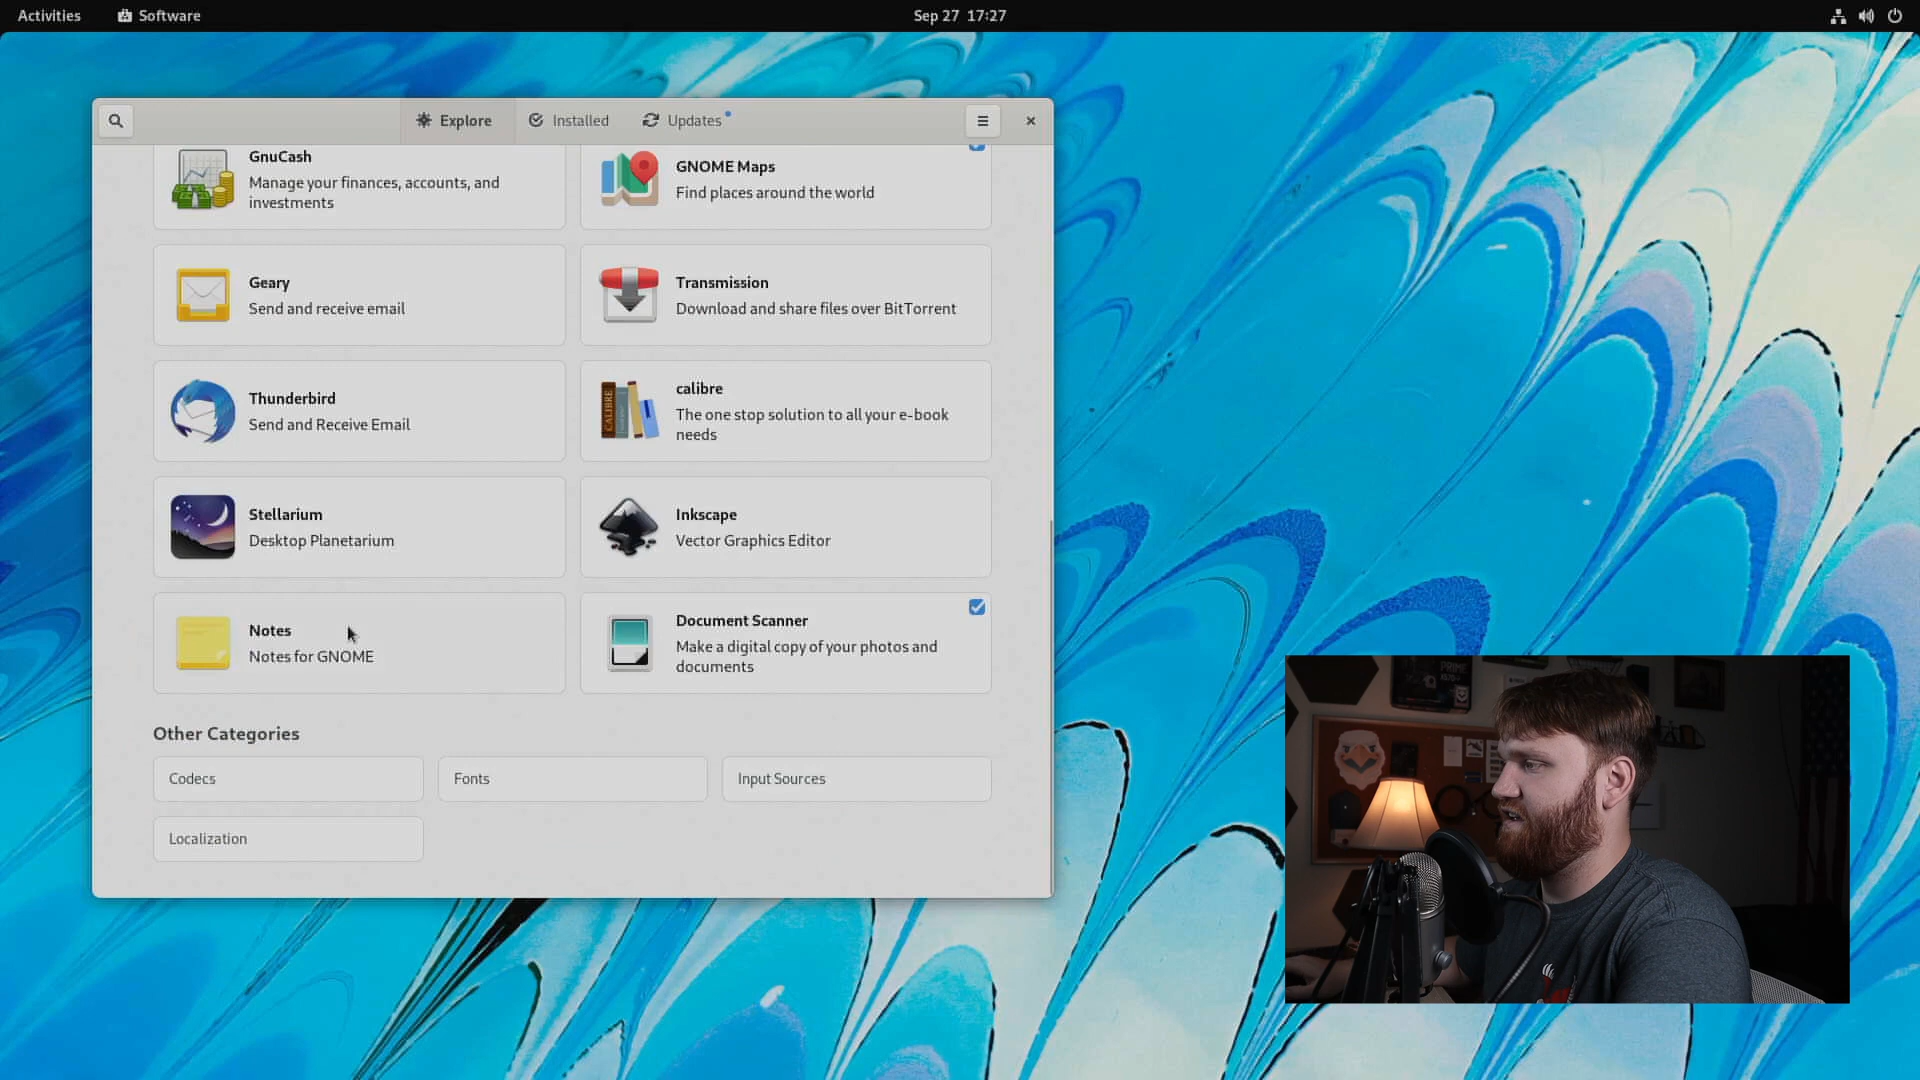 Activities
Software
Sep 27 17:27
Explore
Installed
Updates
GnuCash
Manage your finances, accounts, and
investments
GNOME Maps
Find places around the world
Geary
Send and receive email
Transmission
Download and share files over BitTorrent
Thunderbird
Send and Receive Email
CALIBRE
calibre
The one stop solution to all your e-book
needs
Stellarium
Desktop Planetarium
Inkscape
Vector Graphics Editor
Notes
Notes for GNOME
Document Scanner
Make a digital copy of your photos and
documents
Other Categories
Codecs
Fonts
Input Sources
Localization
PRIME